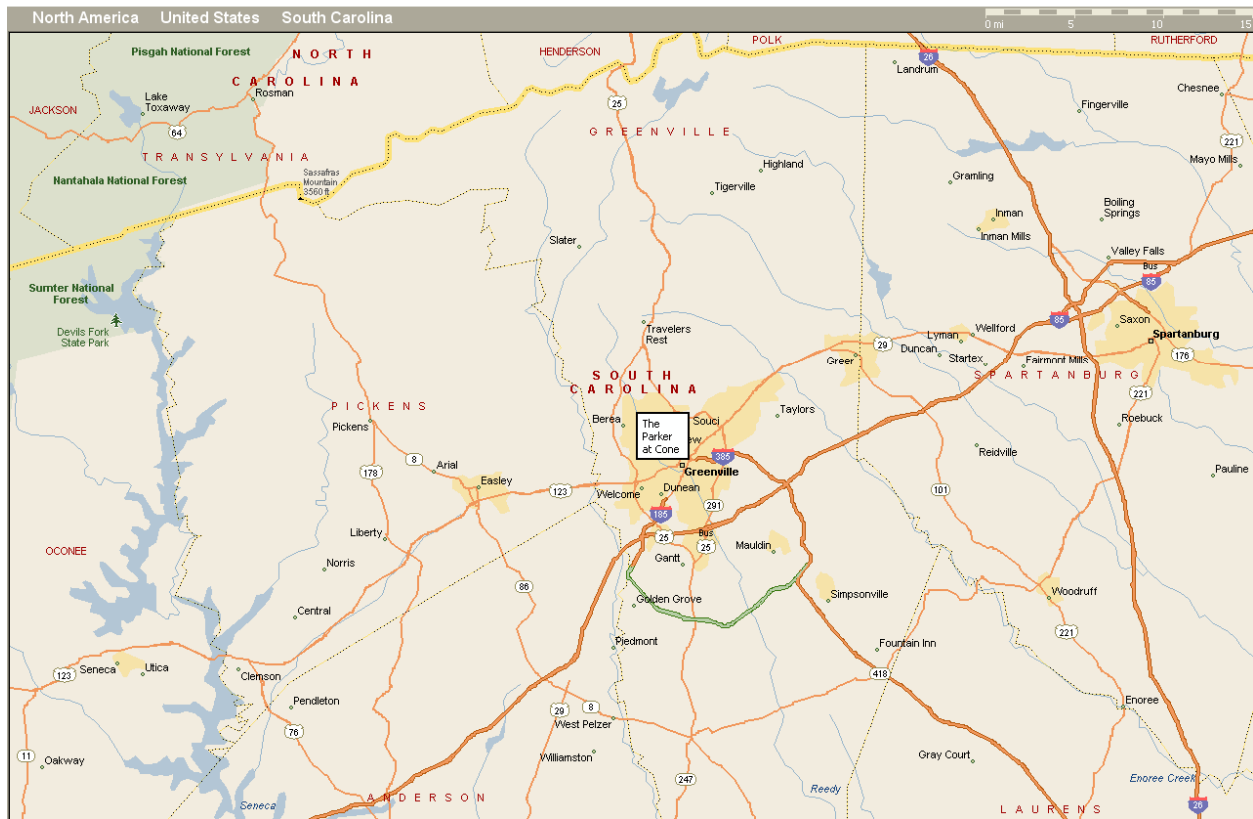 North America United States South Carolina
0 mi 5 10 15
Pisgah National Forest
NORTH
CAROLINA
HENDERSON
POLK
RUTHERFORD
26
Landrum
JACKSON
Lake
Toxaway
Rosman
25
Chesnee
Fingerville
64
GREENVILLE
221
TRANSYLVANIA
Nantahala National Forest
Sassafras
Mountain
3560 ft
Highland
Tigerville
Gramling
Mayo Mills
Inman
Inman Mills
Boiling
Springs
Slater
Valley Falls
Bus
85
Sumter National
Forest
Devils Fork
State Park
Travelers
Rest
85
Saxon
Spartanburg
176
29
Lyman
Wellford
Greer
Duncan
Startex
Fairmont Mills
SPARTANBURG
SOUTH
CAROLINA
221
PICKENS
Pickens
Berea
The
Parker
at Cone
Souci
ew
Taylors
Roebuck
385
Greenville
Reidville
Pauline
8
Arial
178
Easley
123
Welcome
Dunean
291
101
185
Liberty
25
Bus
25
Mauldin
Gantt
OCONEE
Norris
86
Golden Grove
Simpsonville
Woodruff
Central
221
Piedmont
Fountain Inn
418
Seneca
123
Utica
Clemson
Pendleton
76
29
8
West Pelzer
Enoree
11
Oakway
Williamston
247
Gray Court
Enoree Creek
Seneca
ANDERSON
Reedy
LAURENS
26